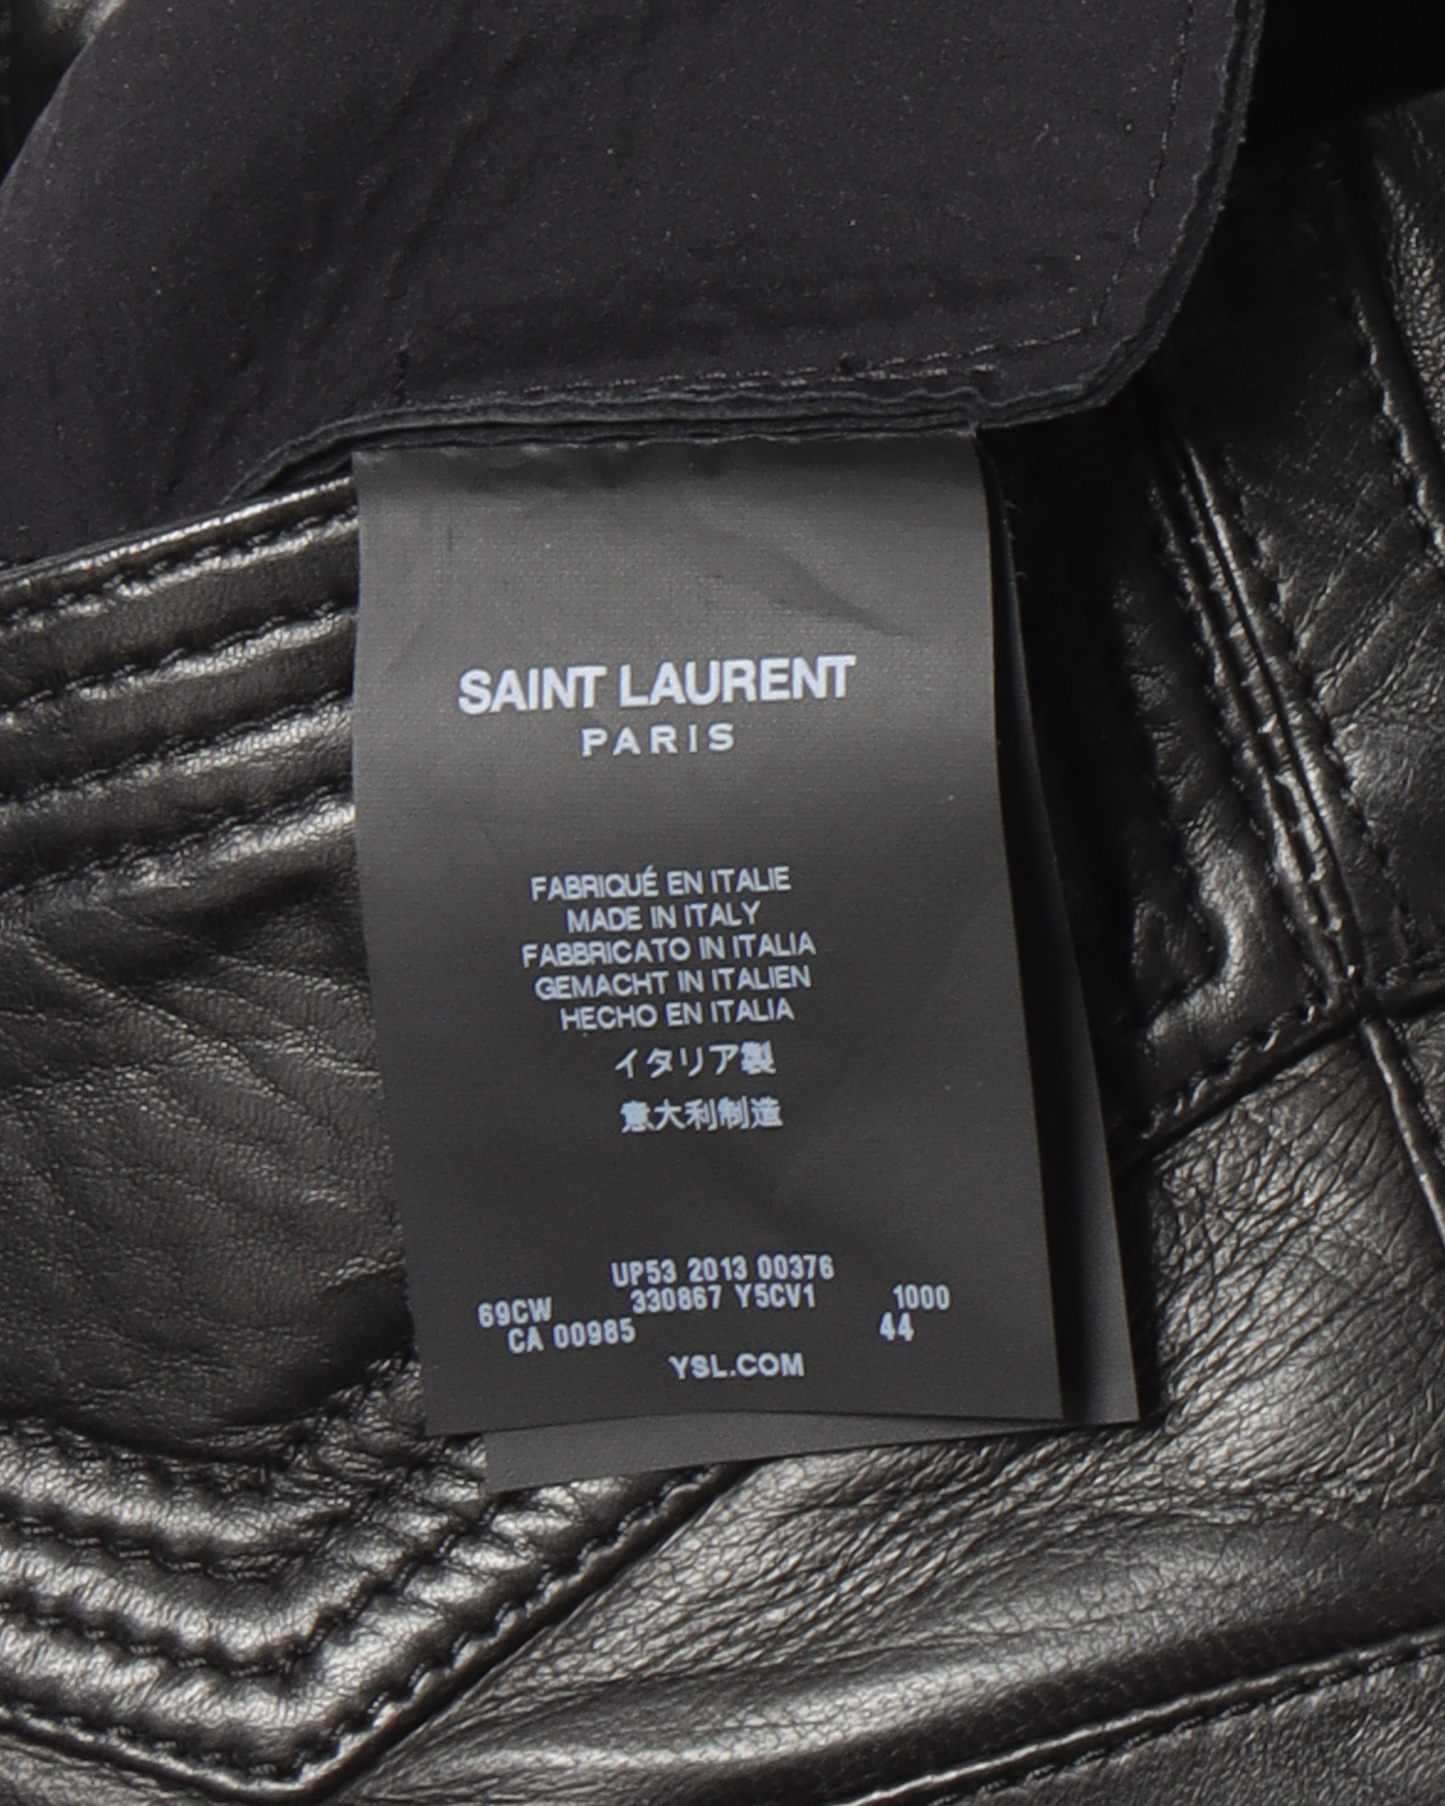 SAINT LAURENT
PARIS
FABRIQUÉ EN ITALIE
MADE IN ITALY
FABBRICATO IN ITALIA
GEMACHT IN ITALIEN
HECHO EN ITALIA
イタリア製
意大利制造
UP53 2013 00376
69CW 330867 Y5CV1 1000
CA 00985 44
YSL.COM